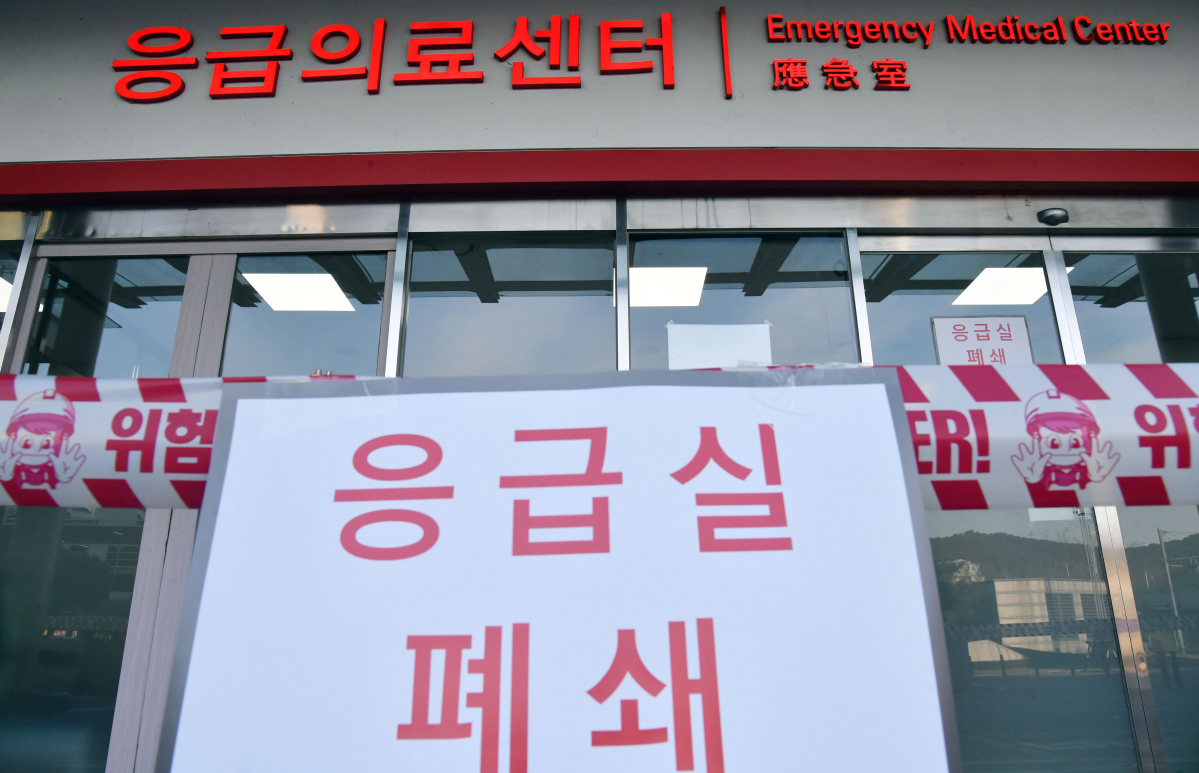 응급의료센터
Emergency Medical Center
應急室
응급실
폐쇄
위험
ER!
위험
응급실
폐쇄